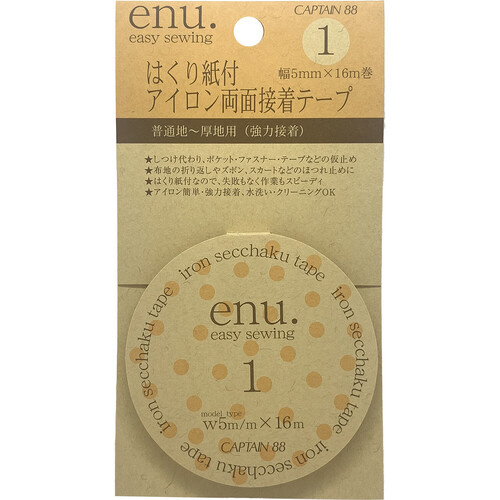 enu.
easy sewing
CAPTAIN 88
1
幅5mm×16m巻
はくり紙付
アイロン両面接着テープ
普通地～厚地用（強力接着）
★しつけ代わり、ポケット・ファスナー・テープなどの仮止め
★布地の折り返しやズボン、スカートなどのほつれ止めに
★はくり紙付なので、失敗もなく作業もスピーディ
★アイロン簡単・強力接着、水洗い・クリーニングOK
iron secchaku tape
iron secchaku tape
iron secchaku tape
iron secchaku tape
enu.
easy sewing
1
model_type
W5m/m×16m
CAPTAIN 88